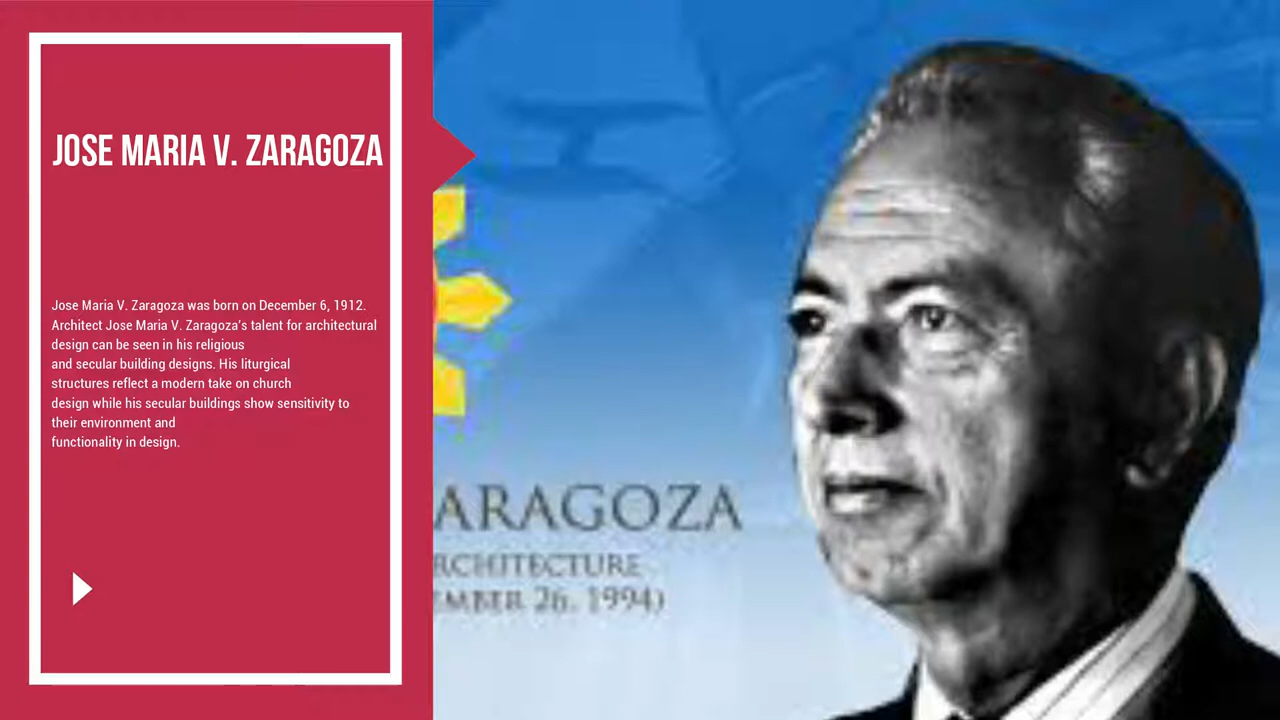 JOSE MARIA V. ZARAGOZA
Jose Maria V. Zaragoza was born on December 6, 1912.
Architect Jose Maria V. Zaragoza's talent for architectural
design can be seen in his religious
and secular building designs. His liturgical
structures reflect a modern take on church
design while his secular buildings show sensitivity to
their environment and
functionality in design.
ARAGOZA
RCHITECTURE
EMBER 26, 1994)